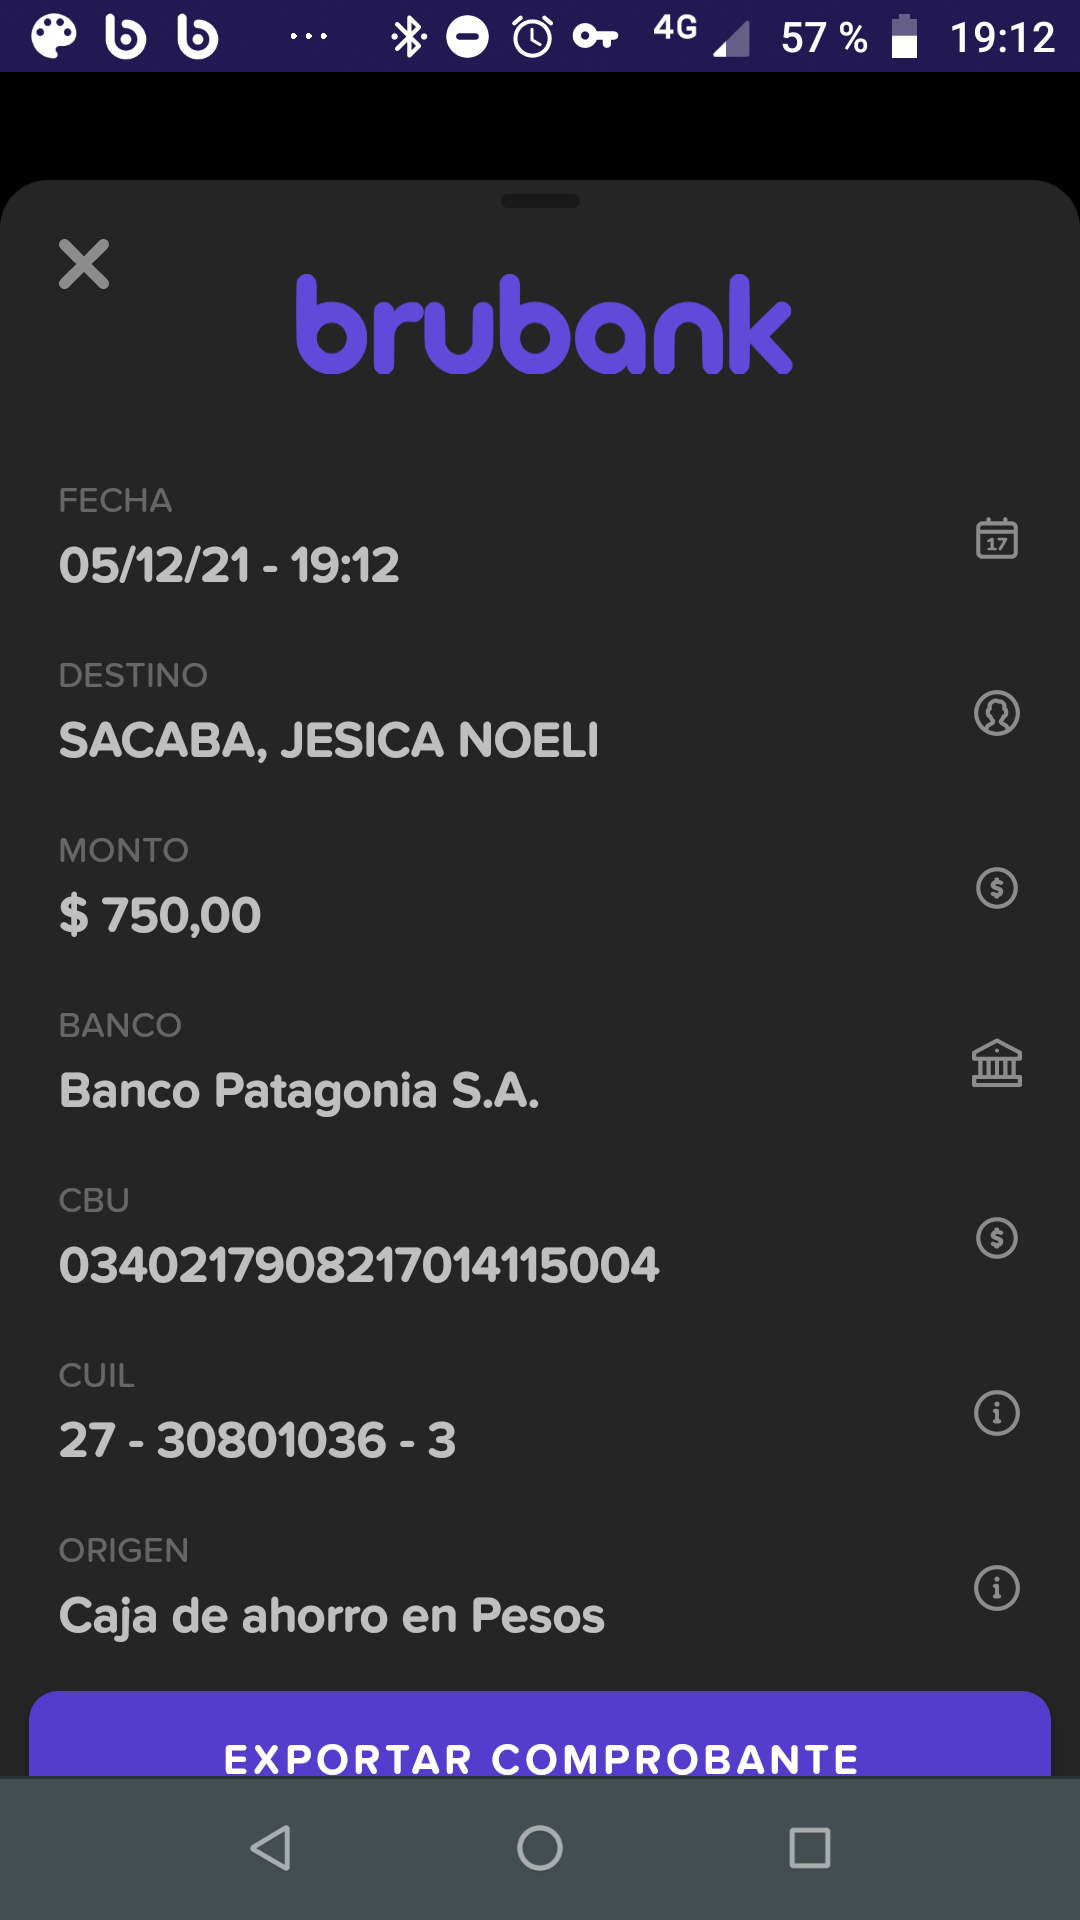 4G 57 % 19:12
brubank
FECHA
05/12/21 - 19:12
17
DESTINO
SACABA, JESICA NOELI
MONTO
$ 750,00
BANCO
Banco Patagonia S.A.
CBU
0340217908217014115004
CUIL
27 - 30801036 - 3
ORIGEN
Caja de ahorro en Pesos
EXPORTAR COMPROBANTE